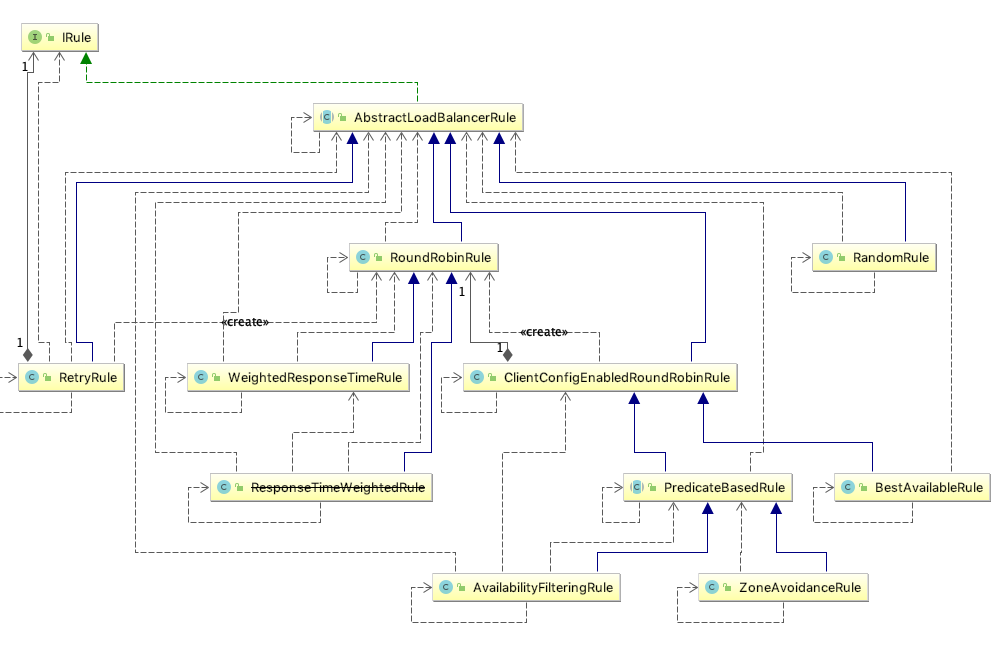 IRule
1
AbstractLoadBalancerRule
RoundRobinRule
RandomRule
1
«create»
«create»
1
1
RetryRule
WeightedResponseTimeRule
ClientConfigEnabledRoundRobinRule
ResponseTimeWeightedRule
PredicateBasedRule
BestAvailableRule
AvailabilityFilteringRule
ZoneAvoidanceRule